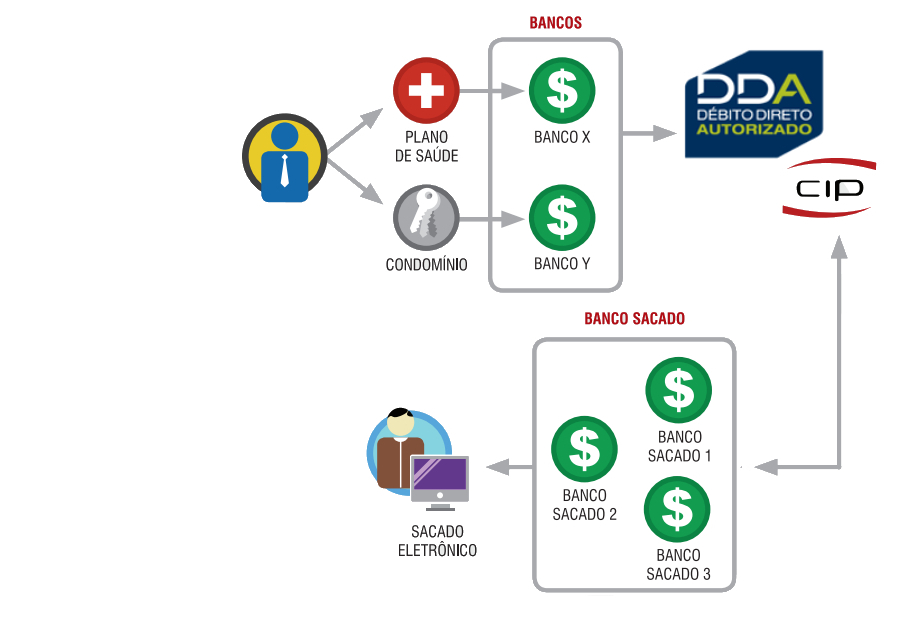 BANCOS
PLANO
DE SAÚDE
BANCO X
DDA
DÉBITO DIRETO
AUTORIZADO
CIP
CONDOMÍNIO
BANCO Y
BANCO SACADO
BANCO
SACADO 1
BANCO
SACADO 2
BANCO
SACADO 3
SACADO
ELETRÔNICO